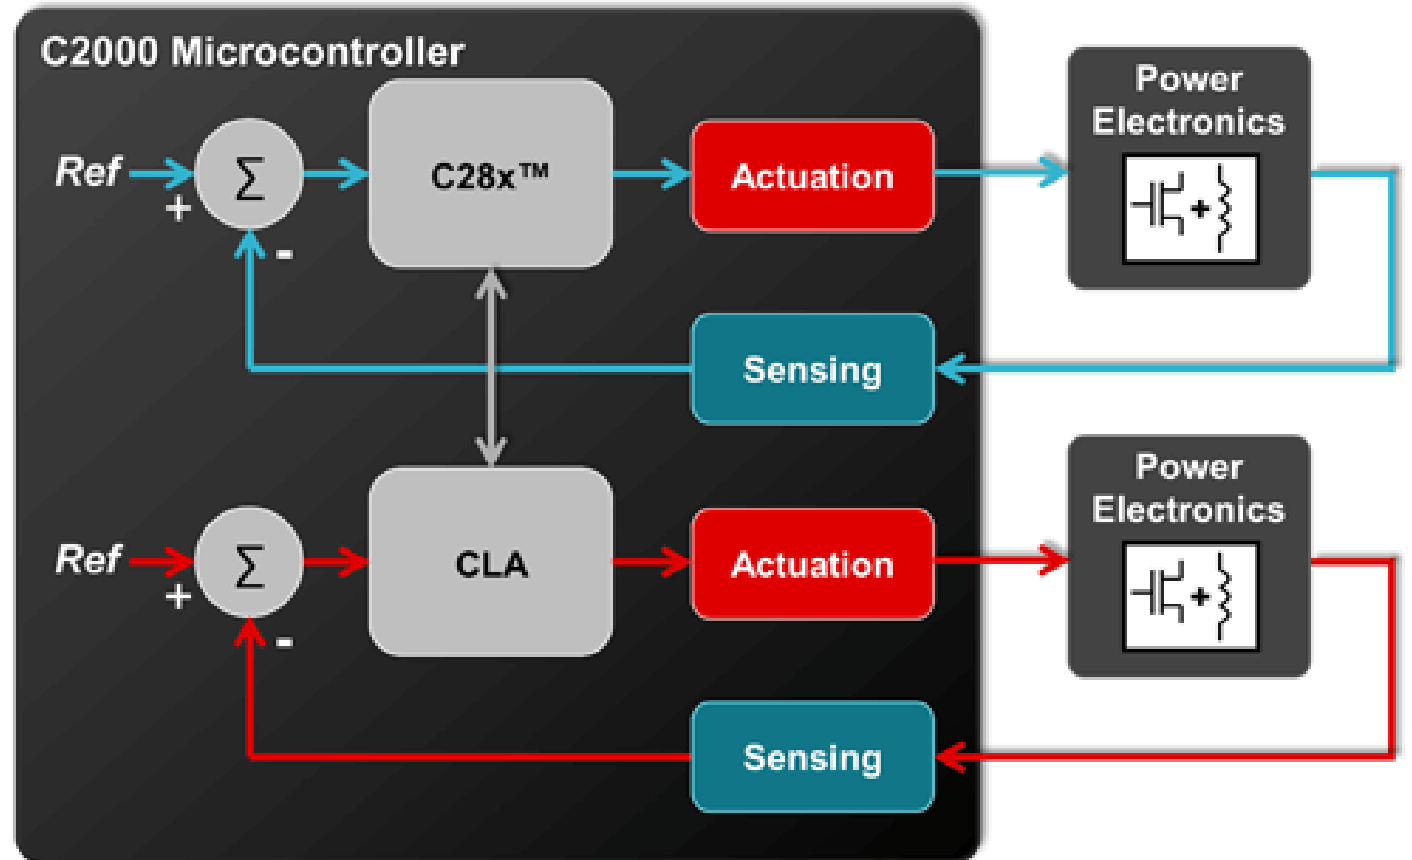 C2000 Microcontroller
Power
Electronics
Ref
+
Σ
-
C28x™
Actuation
+
Sensing
Power
Electronics
Ref
+
Σ
-
CLA
Actuation
+
Sensing